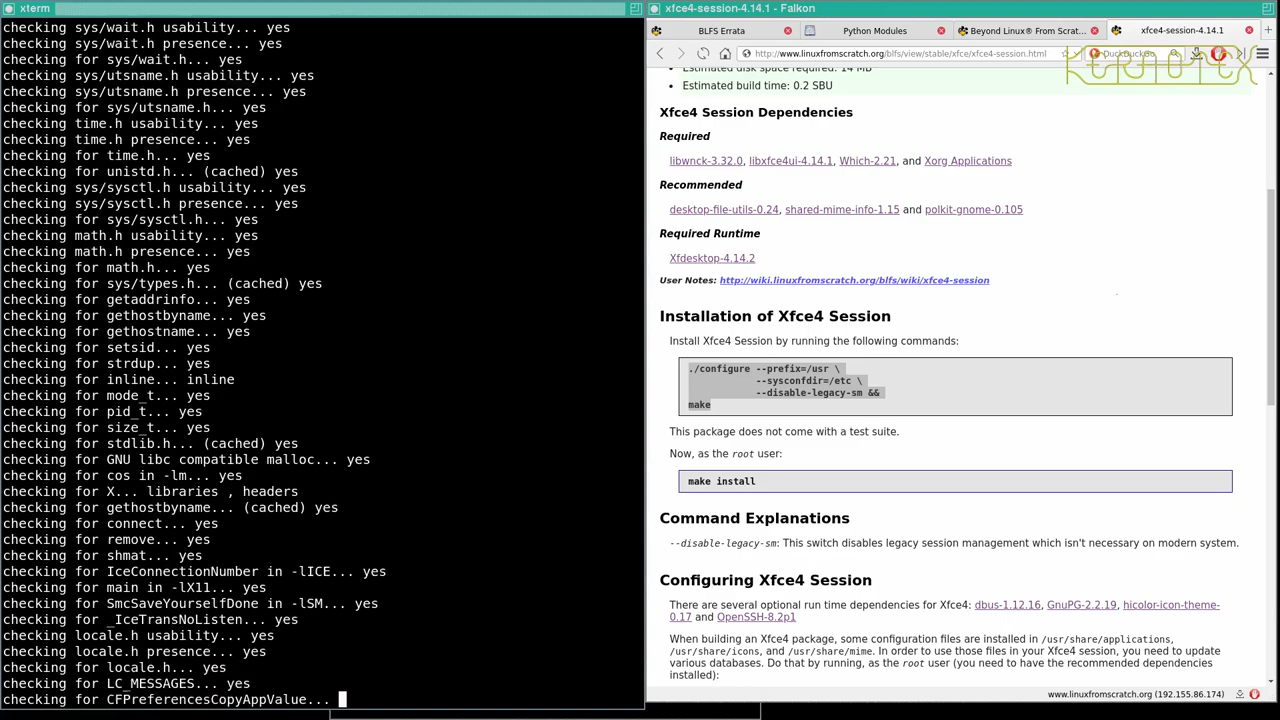 xterm
checking sys/wait.h usability... yes
checking sys/wait.h presence... yes
checking for sys/wait.h... yes
checking sys/utsname.h usability... yes
checking sys/utsname.h presence... yes
checking for sys/utsname.h... yes
checking time.h usability... yes
checking time.h presence... yes
checking for time.h... yes
checking for unistd.h... (cached) yes
checking sys/sysctl.h usability... yes
checking sys/sysctl.h presence... yes
checking for sys/sysctl.h... yes
checking math.h usability... yes
checking math.h presence... yes
checking for math.h... yes
checking for sys/types.h... (cached) yes
checking for getaddrinfo... yes
checking for gethostbyname... yes
checking for gethostname... yes
checking for setsid... yes
checking for strdup... yes
checking for inline... inline
checking for mode_t... yes
checking for pid_t... yes
checking for size_t... yes
checking for stdlib.h... (cached) yes
checking for GNU libc compatible malloc... yes
checking for cos in -lm... yes
checking for X... libraries , headers
checking for gethostbyname... (cached) yes
checking for connect... yes
checking for remove... yes
checking for shmat... yes
checking for IceConnectionNumber in -lICE... yes
checking for main in -lX11... yes
checking for SmcSaveYourselfDone in -lSM... yes
checking for _IceTransNoListen... yes
checking locale.h usability... yes
checking locale.h presence... yes
checking for locale.h... yes
checking for LC_MESSAGES... yes
checking for CFPreferencesCopyAppValue...
xfce4-session-4.14.1 - Falkon
BLFS Errata
Python Modules
Beyond Linux® From Scrat...
xfce4-session-4.14.1
http://www.linuxfromscratch.org/blfs/view/stable/xfce/xfce4-session.html
DuckDuckGo
Estimated disk space required: 14 MB
Estimated build time: 0.2 SBU
Xfce4 Session Dependencies
Required
libwnck-3.32.0, libxfce4ui-4.14.1, Which-2.21, and Xorg Applications
Recommended
desktop-file-utils-0.24, shared-mime-info-1.15 and polkit-gnome-0.105
Required Runtime
Xfdesktop-4.14.2
User Notes: http://wiki.linuxfromscratch.org/blfs/wiki/xfce4-session
Installation of Xfce4 Session
Install Xfce4 Session by running the following commands:
./configure --prefix=/usr \
--sysconfdir=/etc \
--disable-legacy-sm &&
make
This package does not come with a test suite.
Now, as the root user:
make install
Command Explanations
--disable-legacy-sm: This switch disables legacy session management which isn't necessary on modern system.
Configuring Xfce4 Session
There are several optional run time dependencies for Xfce4: dbus-1.12.16, GnuPG-2.2.19, hicolor-icon-theme-
0.17 and OpenSSH-8.2p1
When building an Xfce4 package, some configuration files are installed in /usr/share/applications,
/usr/share/icons, and /usr/share/mime. In order to use those files in your Xfce4 session, you need to update
various databases. Do that by running, as the root user (you need to have the recommended dependencies
installed):
www.linuxfromscratch.org (192.155.86.174)